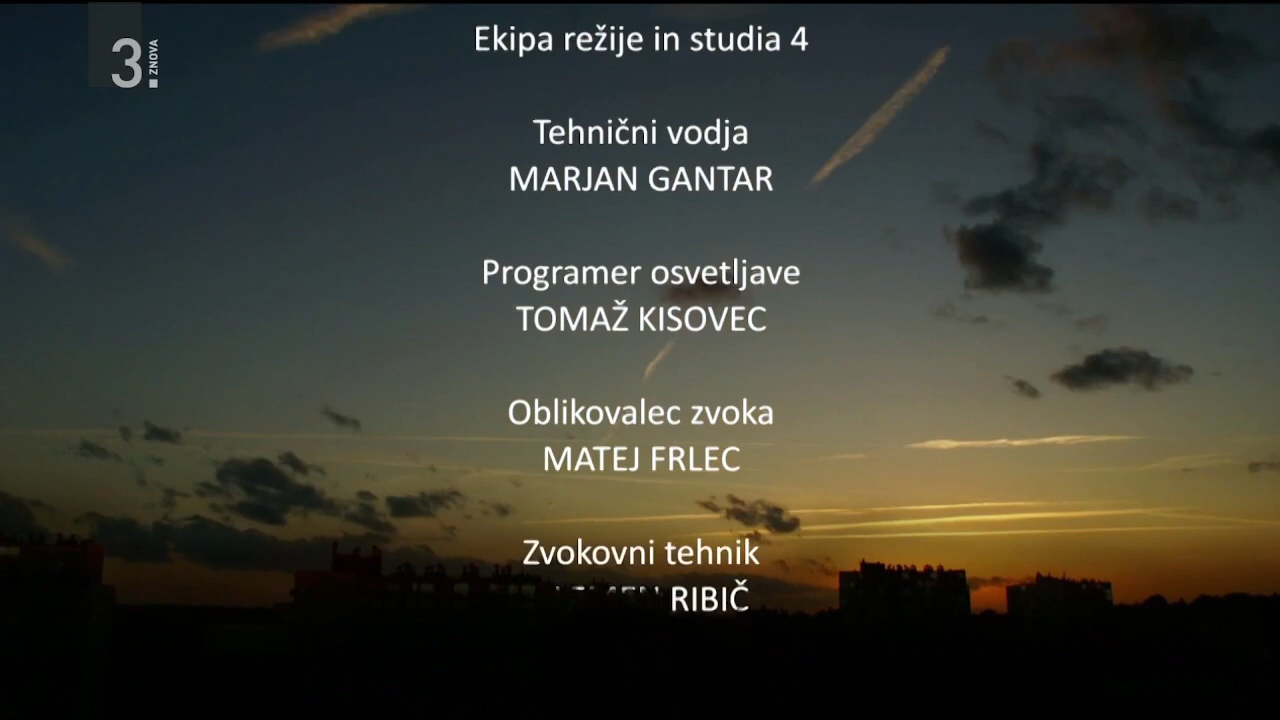 3.
ZNOVA
Ekipa režije in studia 4
Tehnični vodja
MARJAN GANTAR
Programer osvetljave
TOMAŽ KISOVEC
Oblikovalec zvoka
MATEJ FRLEC
Zvokovni tehnik
RIBIČ